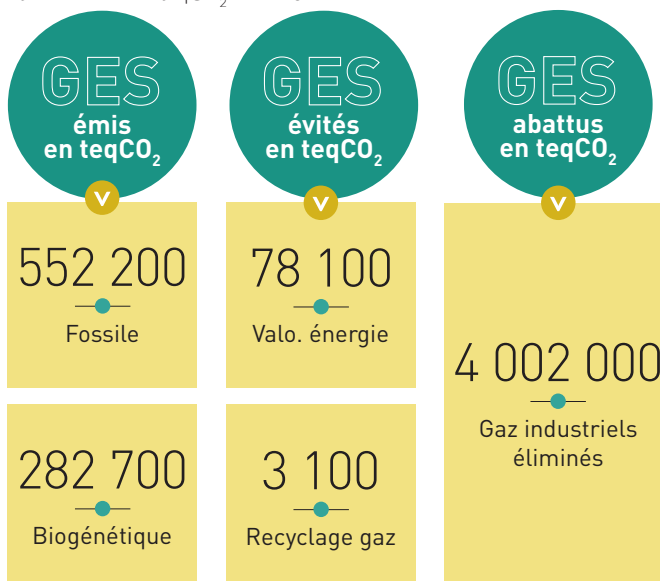 GES
émis
en teqCO₂
552 200
Fossile
282 700
Biogénétique
GES
évités
en teqCO₂
78 100
Valo. énergie
3 100
Recyclage gaz
GES
abattus
en teqCO₂
4 002 000
Gaz industriels
éliminés